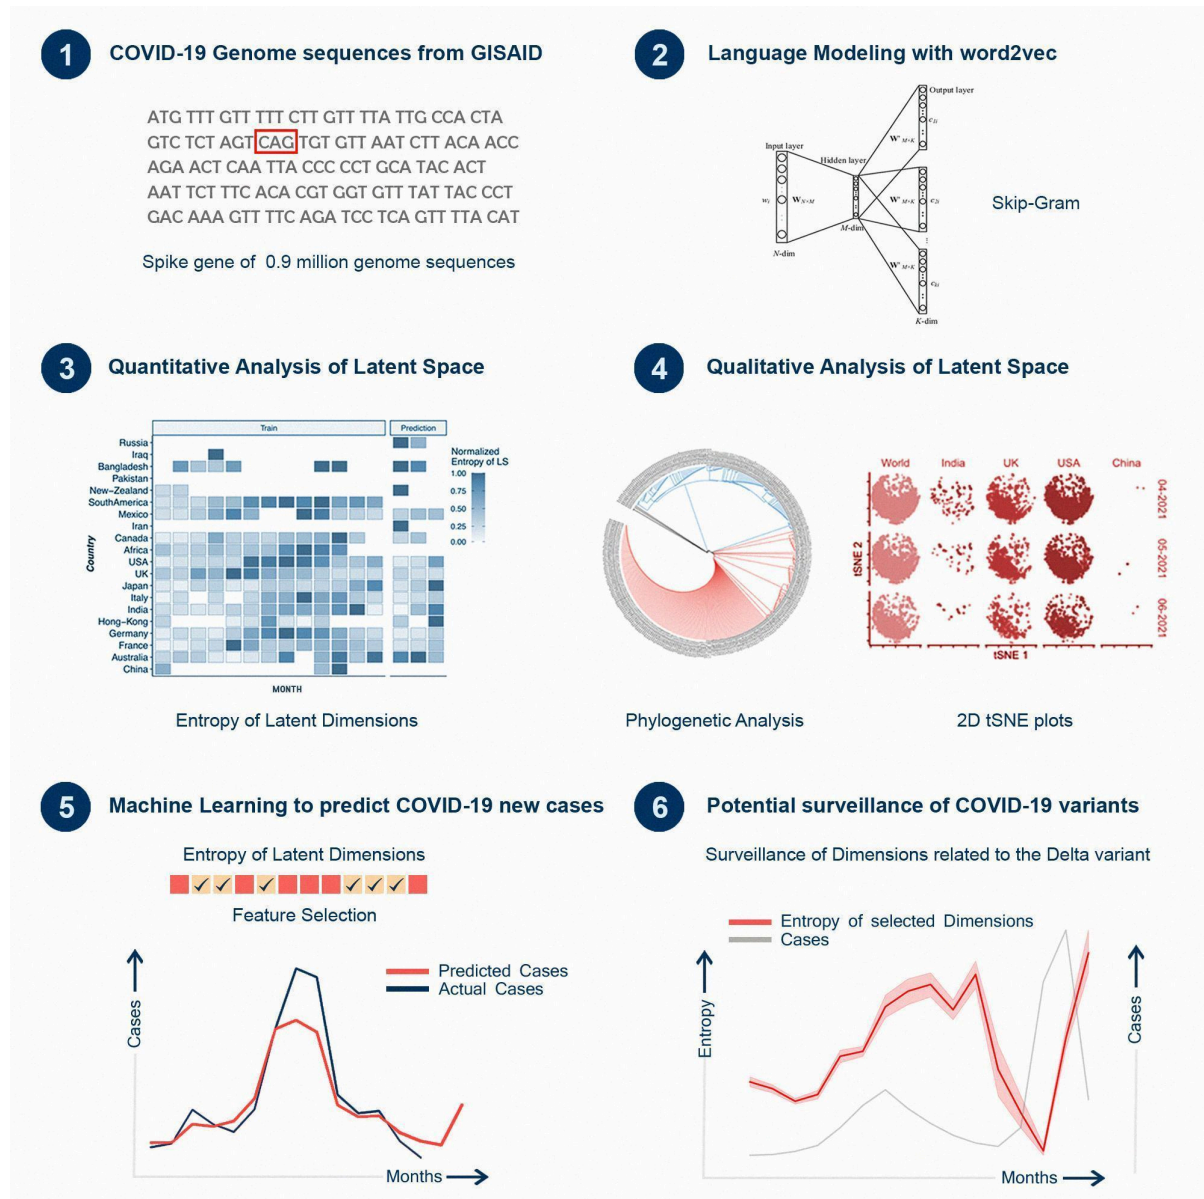 1 COVID-19 Genome sequences from GISAID
ATG TTT GTT TTT CTT GTT TTA TTG CCA CTA
GTC TCT AGT CAG TGT GTT AAT CTT ACA ACC
AGA ACT CAA TTA CCC CCT GCA TAC ACT
AAT TCT TTC ACA CGT GGT GTT TAT TAC CCT
GAC AAA GTT TTC AGA TCC TCA GTT TTA CAT
Spike gene of 0.9 million genome sequences
2 Language Modeling with word2vec
Output layer
Input layer
Hidden layer
M-dim
N-dim
K-dim
Skip-Gram
3 Quantitative Analysis of Latent Space
Train
Prediction
Country
Russia
Iraq
Bangladesh
Pakistan
New-Zealand
SouthAmerica
Mexico
Iran
Canada
Africa
USA
UK
Japan
Italy
India
Hong-Kong
Germany
France
Australia
China
MONTH
Normalized
Entropy of LS
1.00
0.75
0.50
0.25
0.00
Entropy of Latent Dimensions
4 Qualitative Analysis of Latent Space
World India UK USA China
04-2021
05-2021
06-2021
tSNE 2
tSNE 1
Phylogenetic Analysis
2D tSNE plots
5 Machine Learning to predict COVID-19 new cases
Entropy of Latent Dimensions
Feature Selection
Predicted Cases
Actual Cases
Cases
Months
6 Potential surveillance of COVID-19 variants
Surveillance of Dimensions related to the Delta variant
Entropy of selected Dimensions
Cases
Entropy
Cases
Months